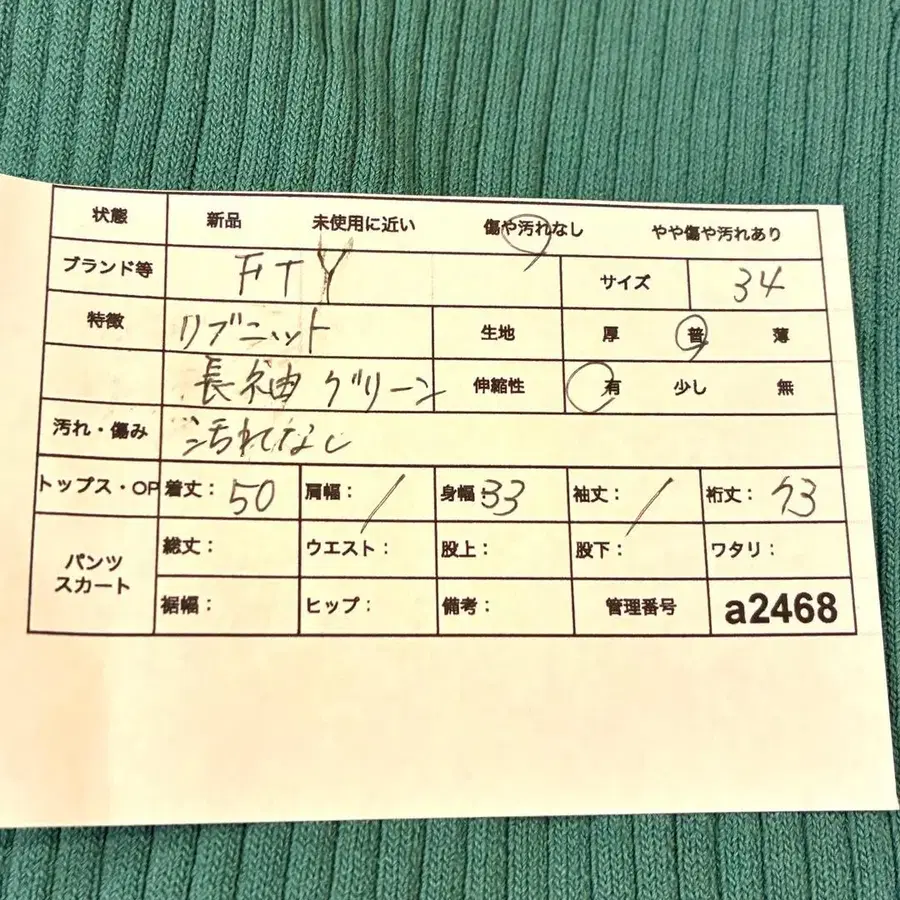 状態 新品 未使用に近い 傷や汚れなし やや傷や汚れあり
ブランド等 FTY サイズ 34
特徴 リブニット 生地 厚 普 薄
長袖 グリーン 伸縮性 有 少し 無
汚れ・傷み 汚れなし
トップス・OP 着丈: 50 肩幅: / 身幅: 33 袖丈: / 裄丈: 73
パンツ スカート 総丈: ウエスト: 股上: 股下: ワタリ:
裾幅: ヒップ: 備考: 管理番号 a2468